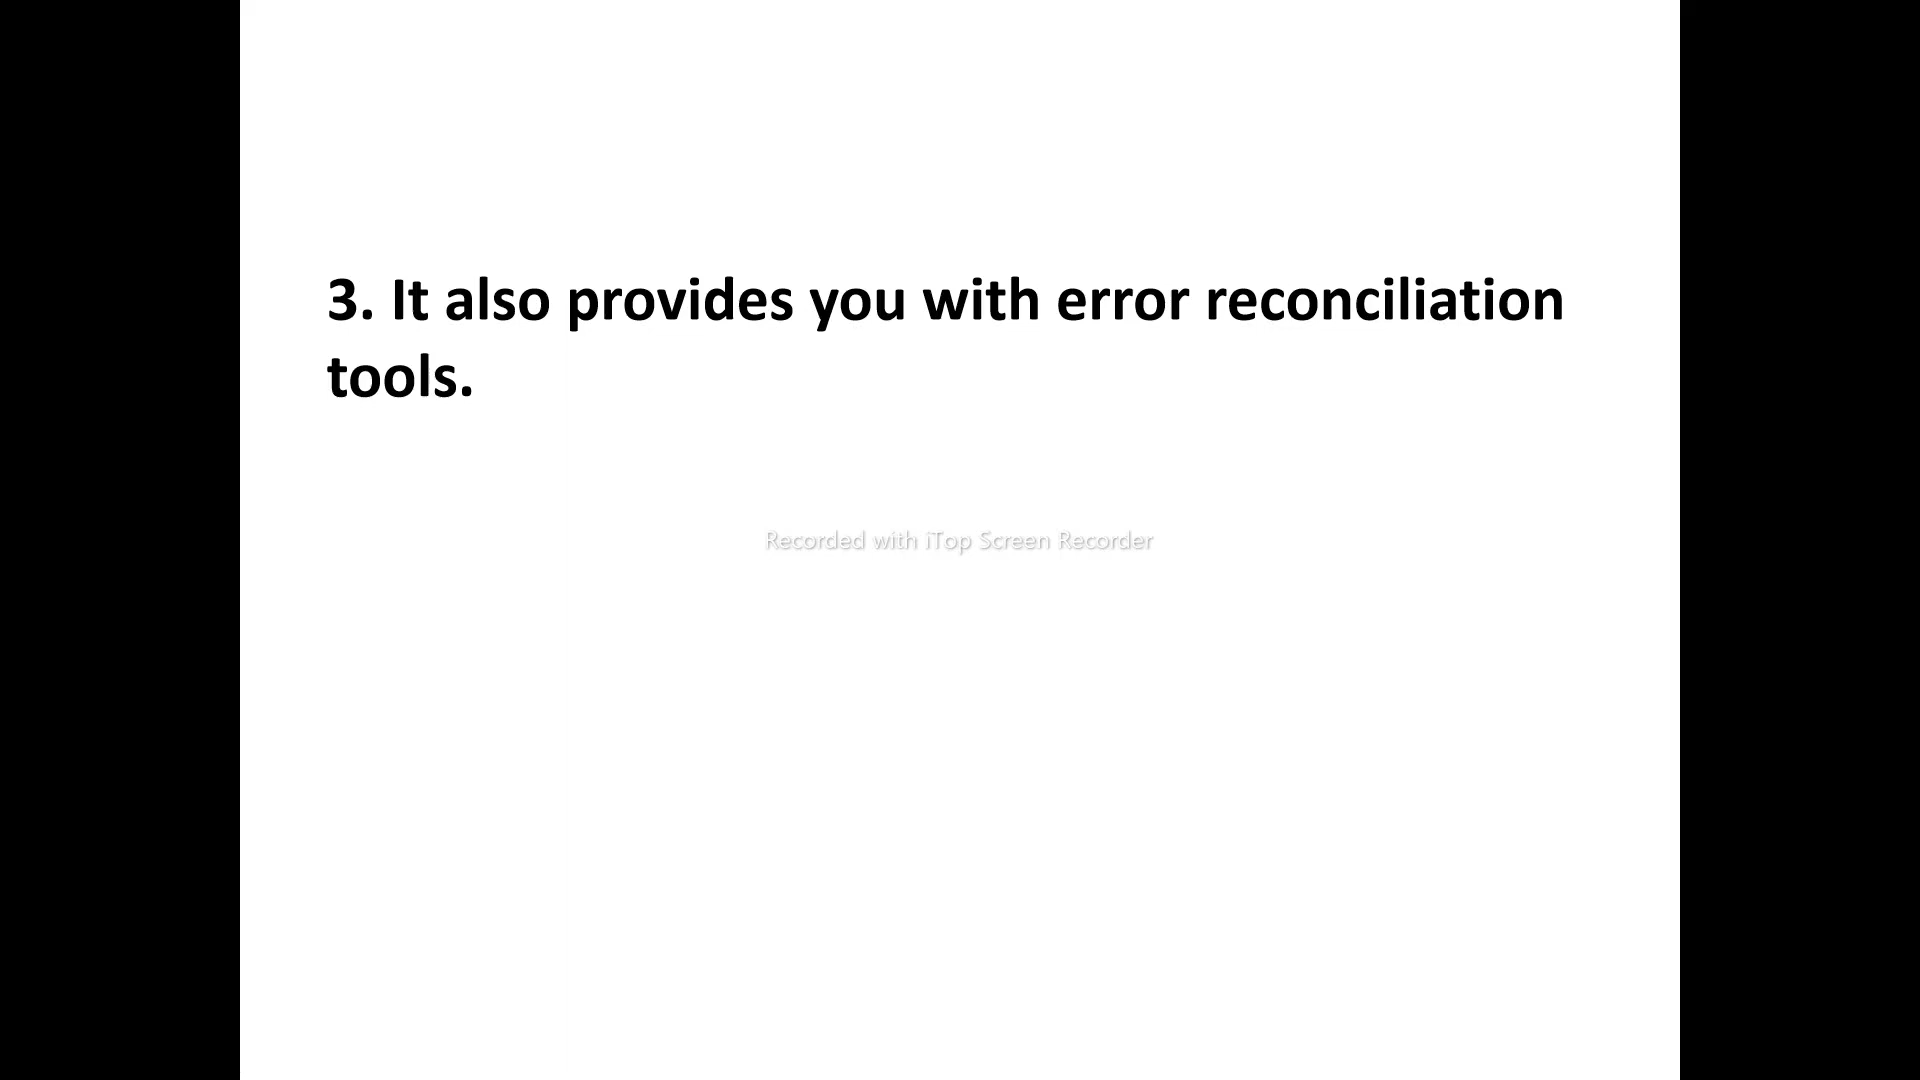 3. It also provides you with error reconciliation
tools.
Recorded with iTop Screen Recorder